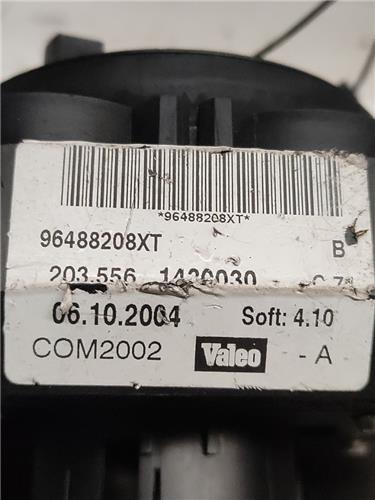 *96488208XT*
96488208XT B
203.556 1420030
06.10.2004 Soft: 4.10
COM2002 Valeo - A